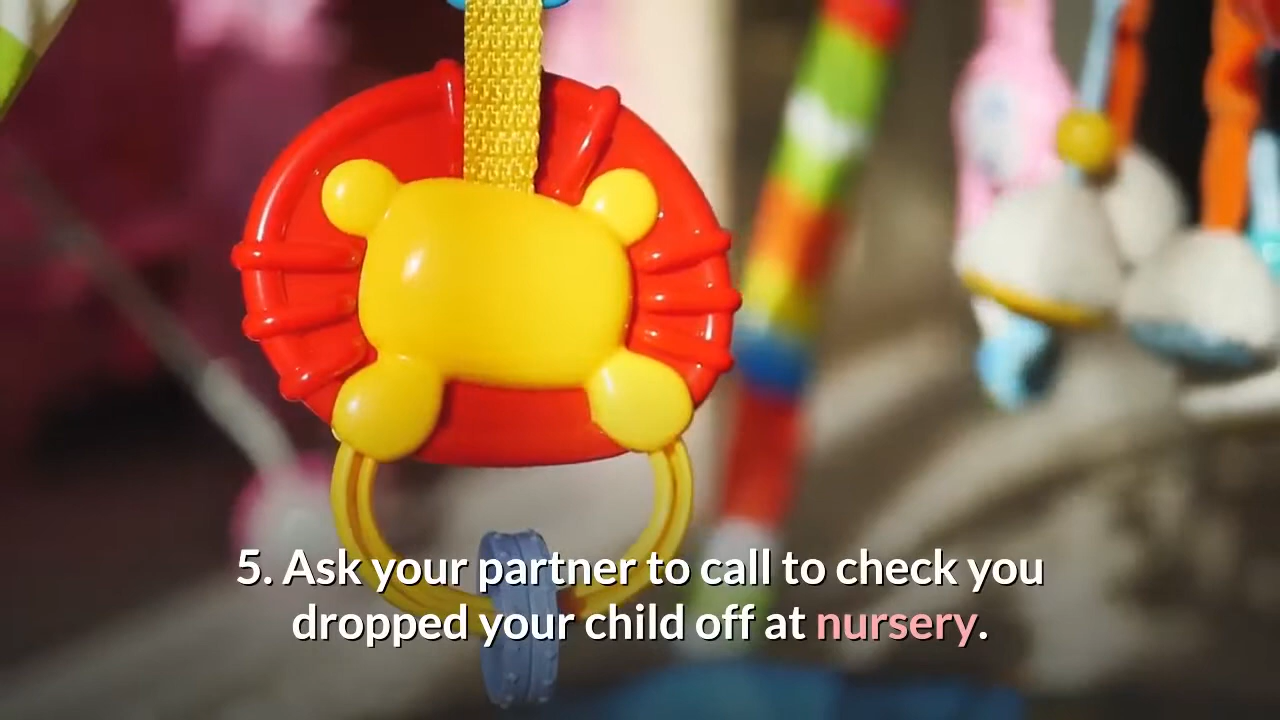 5. Ask your partner to call to check you
dropped your child off at nursery.